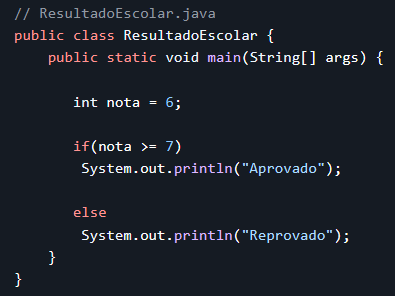 // ResultadoEscolar.java
public class ResultadoEscolar {
    public static void main(String[] args) {
       int nota = 6;
       if(nota >= 7)
        System.out.println("Aprovado");
       else
        System.out.println("Reprovado");
    }
}